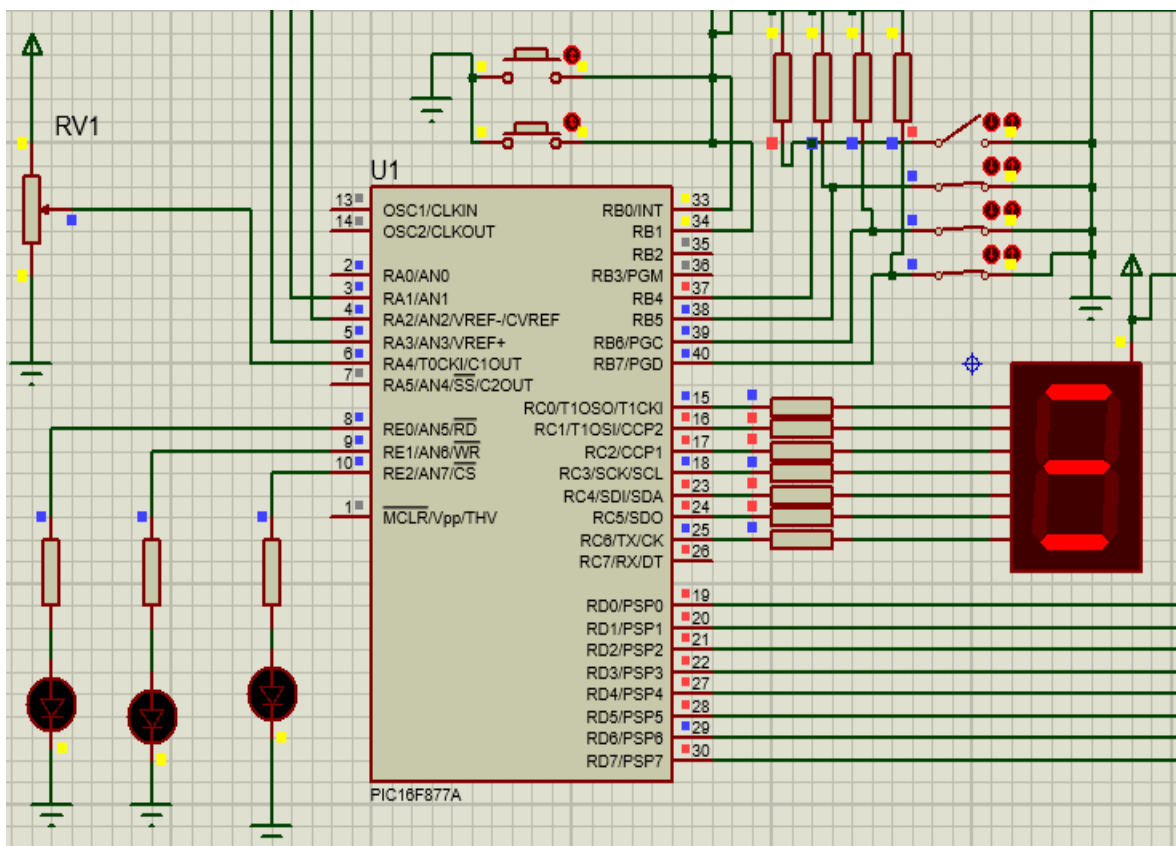 RV1
U1
13
OSC1/CLKIN
14
OSC2/CLKOUT
2
RA0/AN0
3
RA1/AN1
4
RA2/AN2/VREF-/CVREF
5
RA3/AN3/VREF+
6
RA4/T0CKI/C1OUT
7
RA5/AN4/SS/C2OUT
8
RE0/AN5/RD
9
RE1/AN6/WR
10
RE2/AN7/CS
1
MCLR/Vpp/THV
RB0/INT
33
RB1
34
RB2
35
RB3/PGM
36
RB4
37
RB5
38
RB6/PGC
39
RB7/PGD
40
RC0/T1OSO/T1CKI
15
RC1/T1OSI/CCP2
16
RC2/CCP1
17
RC3/SCK/SCL
18
RC4/SDI/SDA
23
RC5/SDO
24
RC6/TX/CK
25
RC7/RX/DT
26
RD0/PSP0
19
RD1/PSP1
20
RD2/PSP2
21
RD3/PSP3
22
RD4/PSP4
27
RD5/PSP5
28
RD6/PSP6
29
RD7/PSP7
30
PIC16F877A